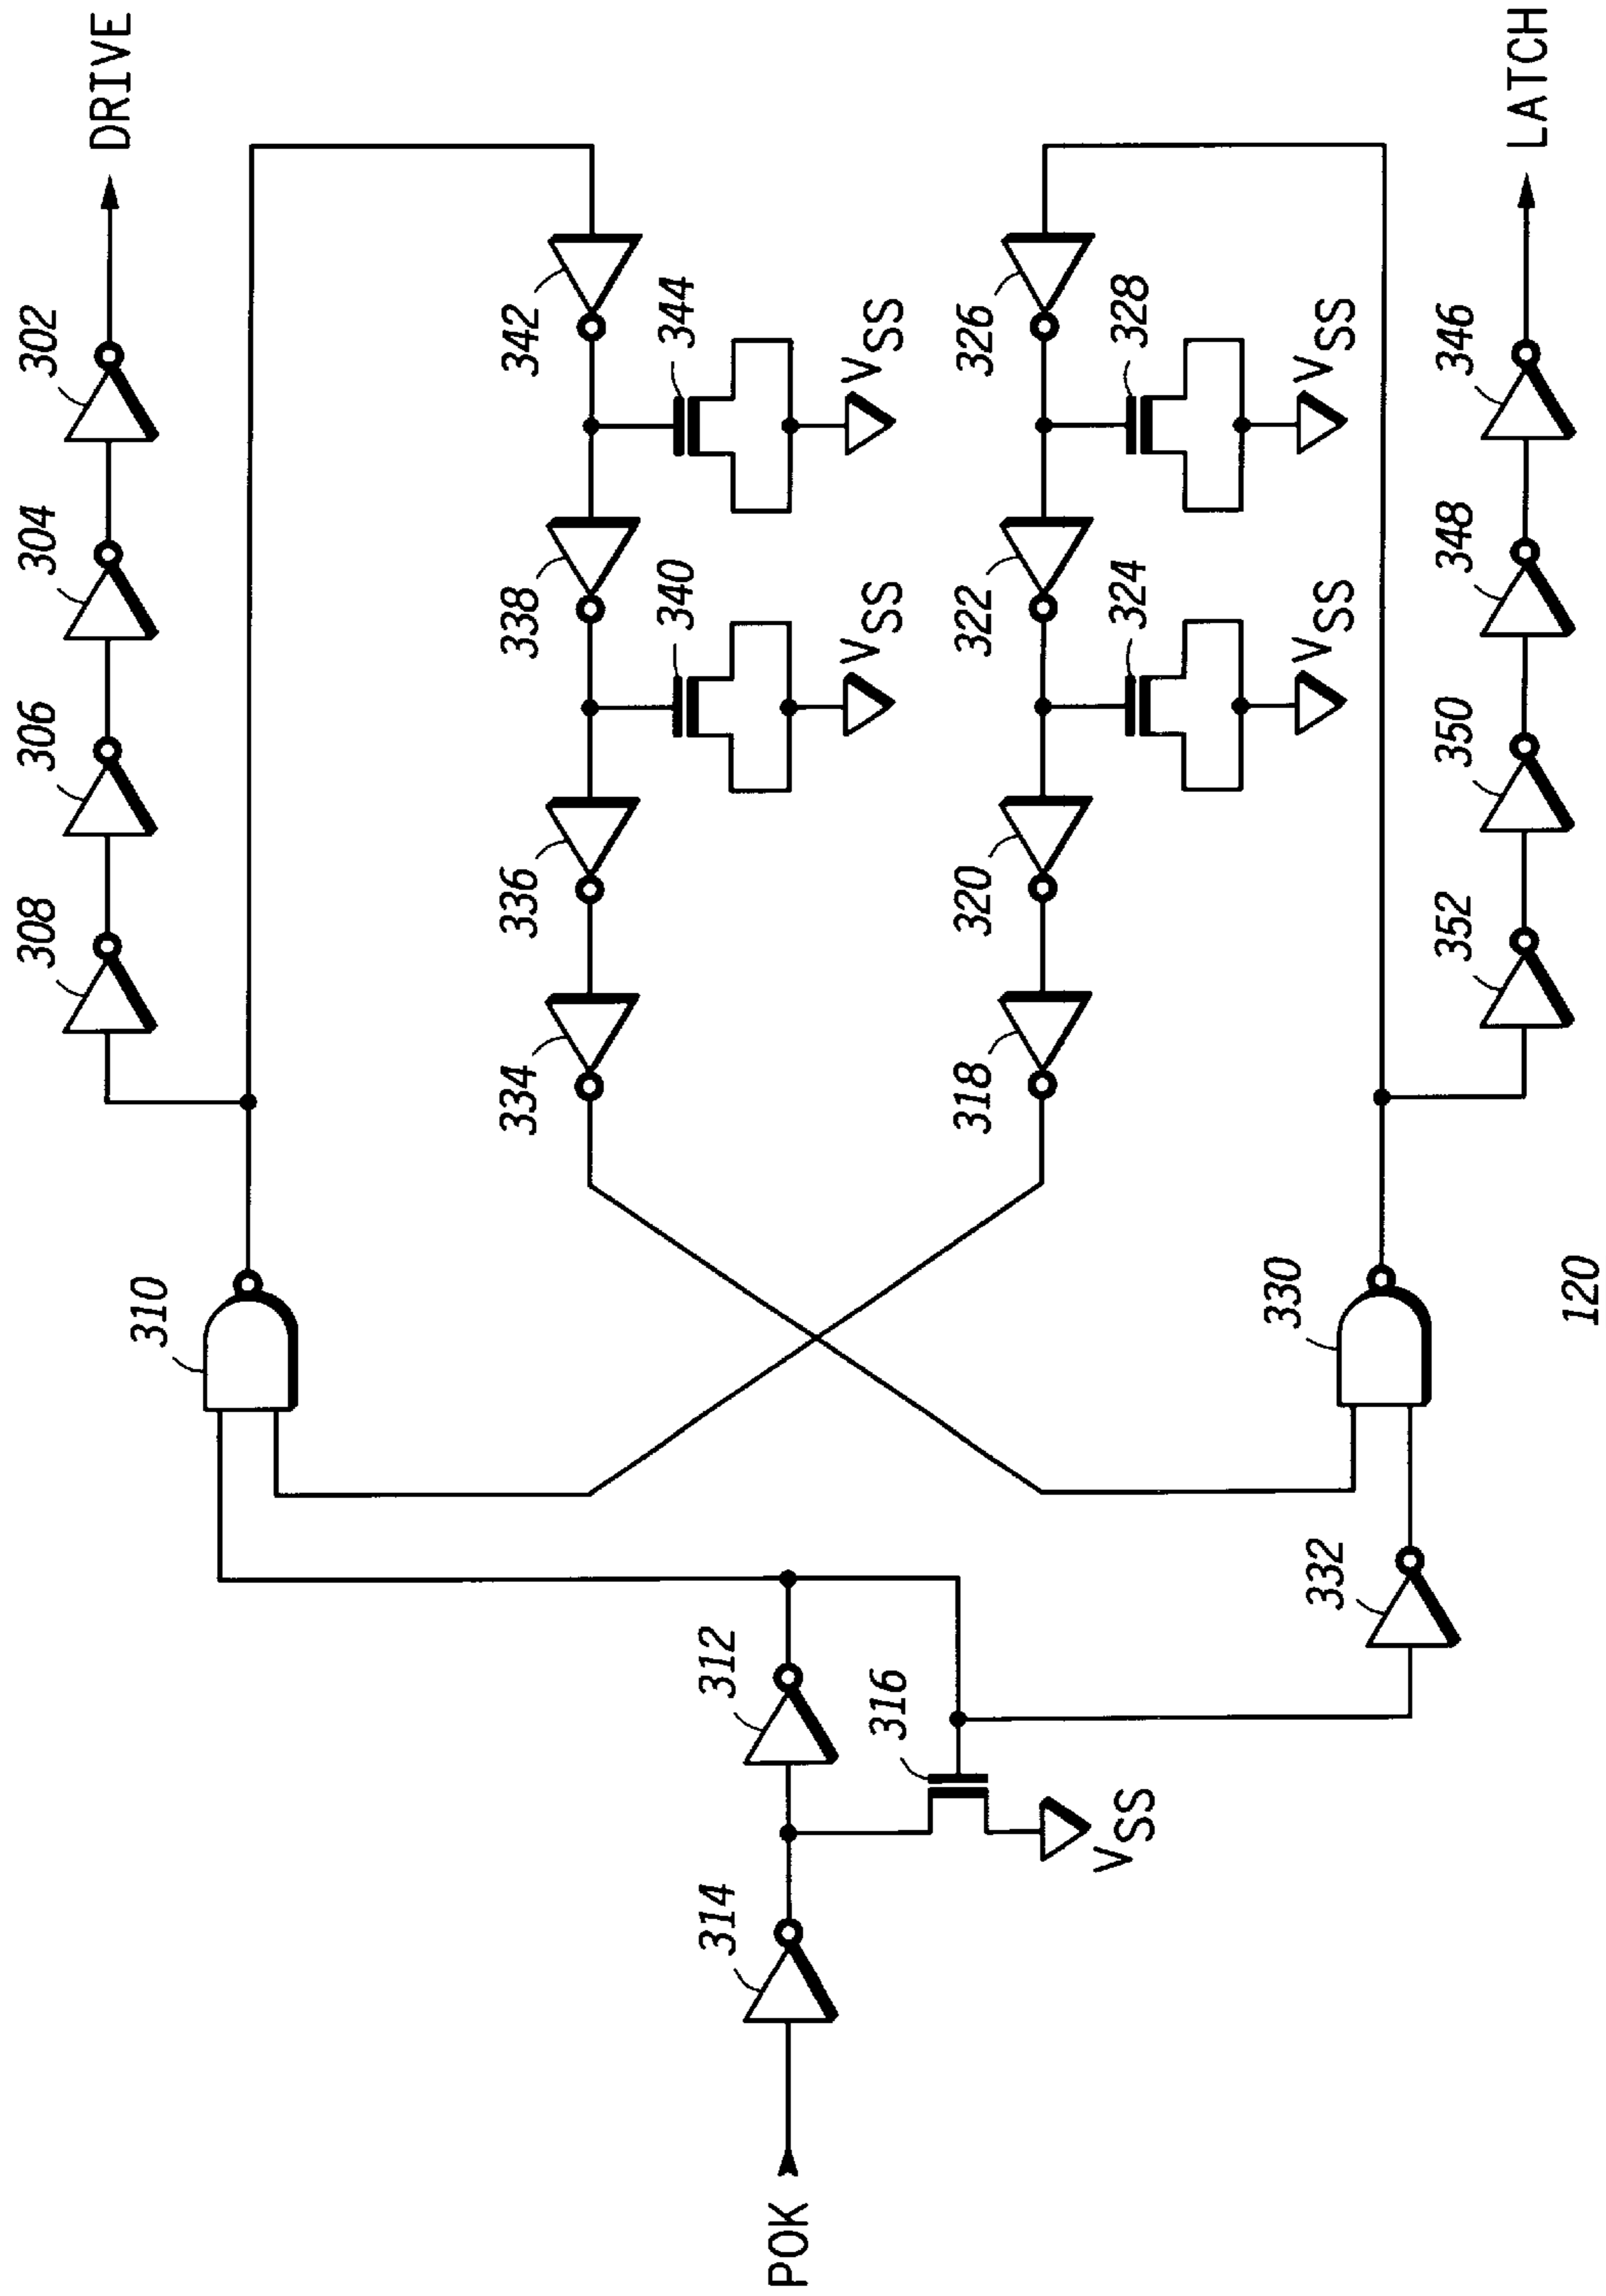 308 306 304 302 DRIVE
310
334 336 338 342
340 344
VSS VSS
314 312
POK
316
VSS
318 320 322 326
324 328
VSS VSS
332 330
352 350 348 346 LATCH
120